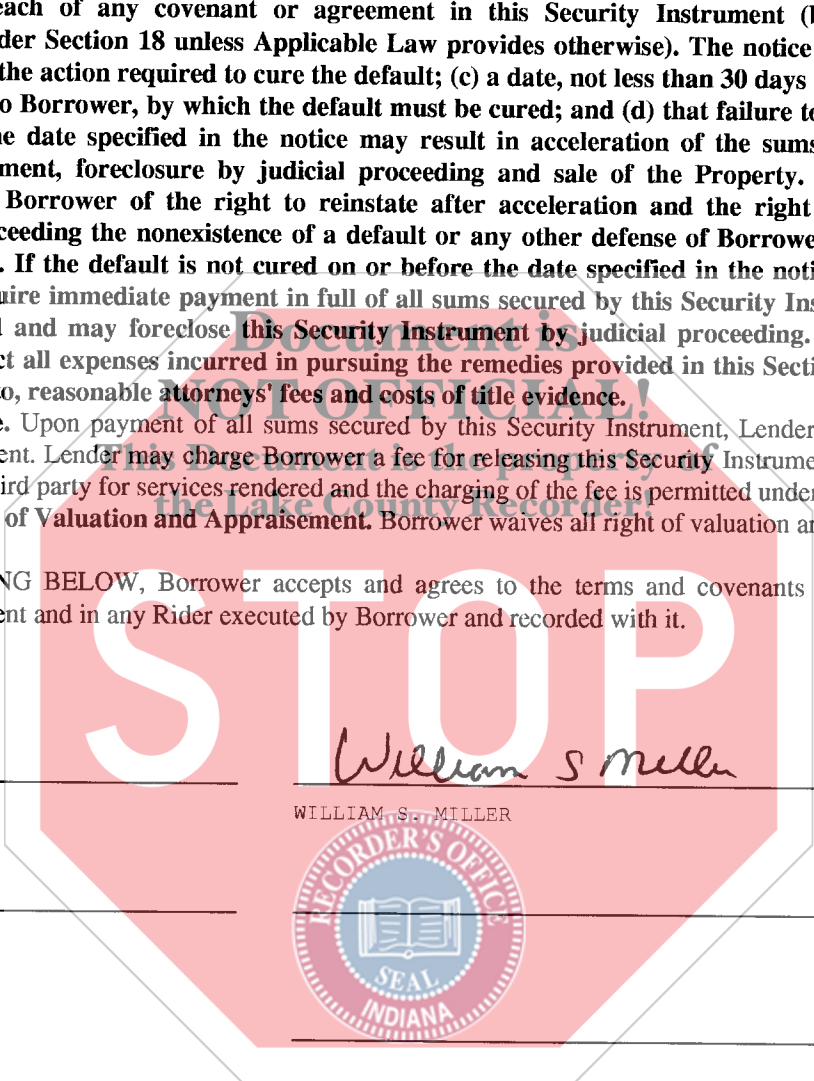 each of any covenant or agreement in this Security Instrument (
der Section 18 unless Applicable Law provides otherwise). The notice
the action required to cure the default; (c) a date, not less than 30 days
o Borrower, by which the default must be cured; and (d) that failure to
e date specified in the notice may result in acceleration of the sums
ment, foreclosure by judicial proceeding and sale of the Property.
Borrower of the right to reinstate after acceleration and the right
ceeding the nonexistence of a default or any other defense of Borrowe
. If the default is not cured on or before the date specified in the noti
uire immediate payment in full of all sums secured by this Security Ins
l and may foreclose this Security Instrument by judicial proceeding.
Document is
ct all expenses incurred in pursuing the remedies provided in this Secti
o, reasonable attorneys' fees and costs of title evidence.
NOT OFFICIAL!
e. Upon payment of all sums secured by this Security Instrument, Lender
ent. Lender may charge Borrower a fee for releasing this Security Instrume
This Document is the property of
ird party for services rendered and the charging of the fee is permitted under
the Lake County Recorder!
of Valuation and Appraisement. Borrower waives all right of valuation a
NG BELOW, Borrower accepts and agrees to the terms and covenants
ent and in any Rider executed by Borrower and recorded with it.
STOP
William S Miller
WILLIAM S. MILLER
RECORDER'S OFFICE
SEAL
INDIANA